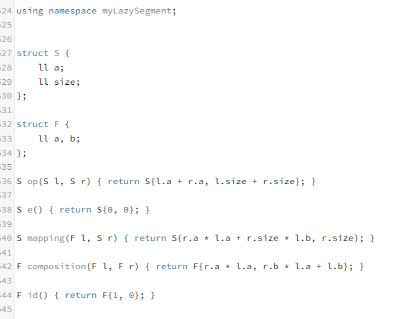 24 using namespace myLazySegment;
25
26
27 struct S {
28 ll a;
29 ll size;
30 };
31
32 struct F {
33 ll a, b;
34 };
35
36 S op(S l, S r) { return S{l.a + r.a, l.size + r.size}; }
37
38 S e() { return S{0, 0}; }
39
40 S mapping(F l, S r) { return S{r.a * l.a + r.size * l.b, r.size}; }
41
42 F composition(F l, F r) { return F{r.a * l.a, r.b * l.a + l.b}; }
43
44 F id() { return F{1, 0}; }
45